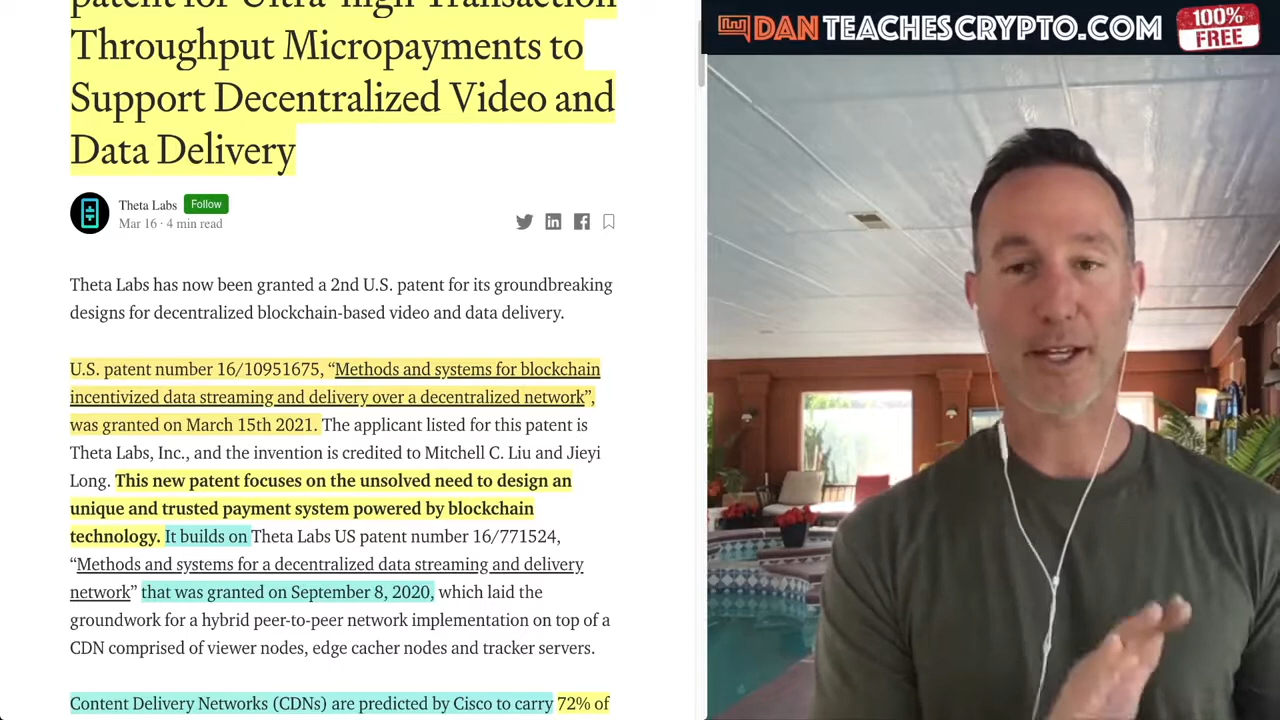 patent for Ultra-high Transaction
Throughput Micropayments to
Support Decentralized Video and
Data Delivery
Theta Labs Follow
Mar 16 · 4 min read
Theta Labs has now been granted a 2nd U.S. patent for its groundbreaking
designs for decentralized blockchain-based video and data delivery.
U.S. patent number 16/10951675, “Methods and systems for blockchain
incentivized data streaming and delivery over a decentralized network”,
was granted on March 15th 2021. The applicant listed for this patent is
Theta Labs, Inc., and the invention is credited to Mitchell C. Liu and Jieyi
Long. This new patent focuses on the unsolved need to design an
unique and trusted payment system powered by blockchain
technology. It builds on Theta Labs US patent number 16/771524,
“Methods and systems for a decentralized data streaming and delivery
network” that was granted on September 8, 2020, which laid the
groundwork for a hybrid peer-to-peer network implementation on top of a
CDN comprised of viewer nodes, edge cacher nodes and tracker servers.
Content Delivery Networks (CDNs) are predicted by Cisco to carry 72% of
DANTEACHESCRYPTO.COM
100%
FREE